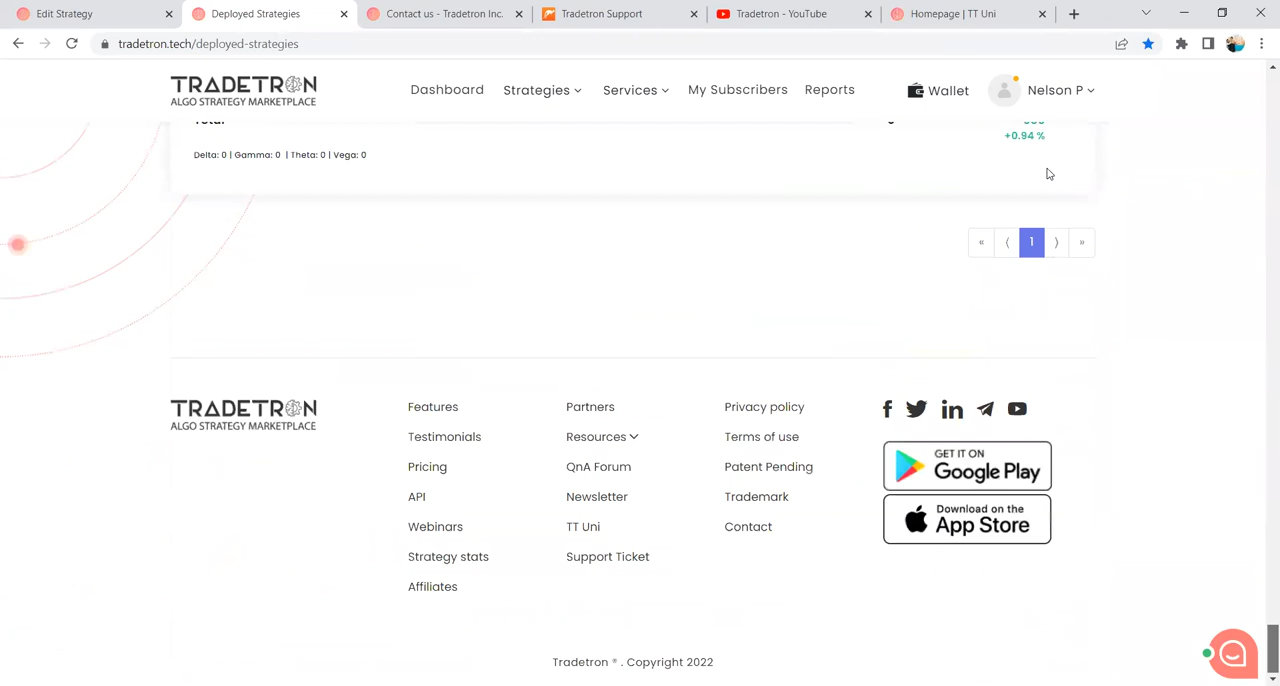 Edit Strategy
Deployed Strategies
Contact us - Tradetron Inc.
Tradetron Support
Tradetron - YouTube
Homepage | TT Uni
tradetron.tech/deployed-strategies
TRADETRON
ALGO STRATEGY MARKETPLACE
Dashboard
Strategies
Services
My Subscribers
Reports
Wallet
Nelson P
Total
+0.94 %
Delta: 0 | Gamma: 0 | Theta: 0 | Vega: 0
« ⟨ 1 ⟩ »
TRADETRON
ALGO STRATEGY MARKETPLACE
Features
Testimonials
Pricing
API
Webinars
Strategy stats
Affiliates
Partners
Resources
QnA Forum
Newsletter
TT Uni
Support Ticket
Privacy policy
Terms of use
Patent Pending
Trademark
Contact
GET IT ON
Google Play
Download on the
App Store
Tradetron ® . Copyright 2022